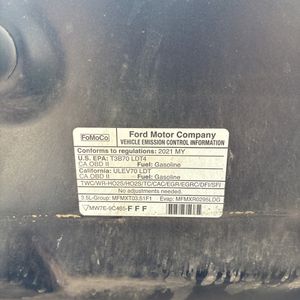 FoMoCo
Ford Motor Company
VEHICLE EMISSION CONTROL INFORMATION
Conforms to regulations: 2021 MY
U.S. EPA: T3B70 LDT4
CA OBD II Fuel: Gasoline
California: ULEV70 LDT
CA OBD II Fuel: Gasoline
TWC/WR-HO2S/HO2S/TC/CAC/EGR/EGRC/DFI/SFI
No adjustments needed.
3.5L-Group: MFMXT03.51F1 Evap: MFMXR0295LDG
MW7E-9C485-FFF